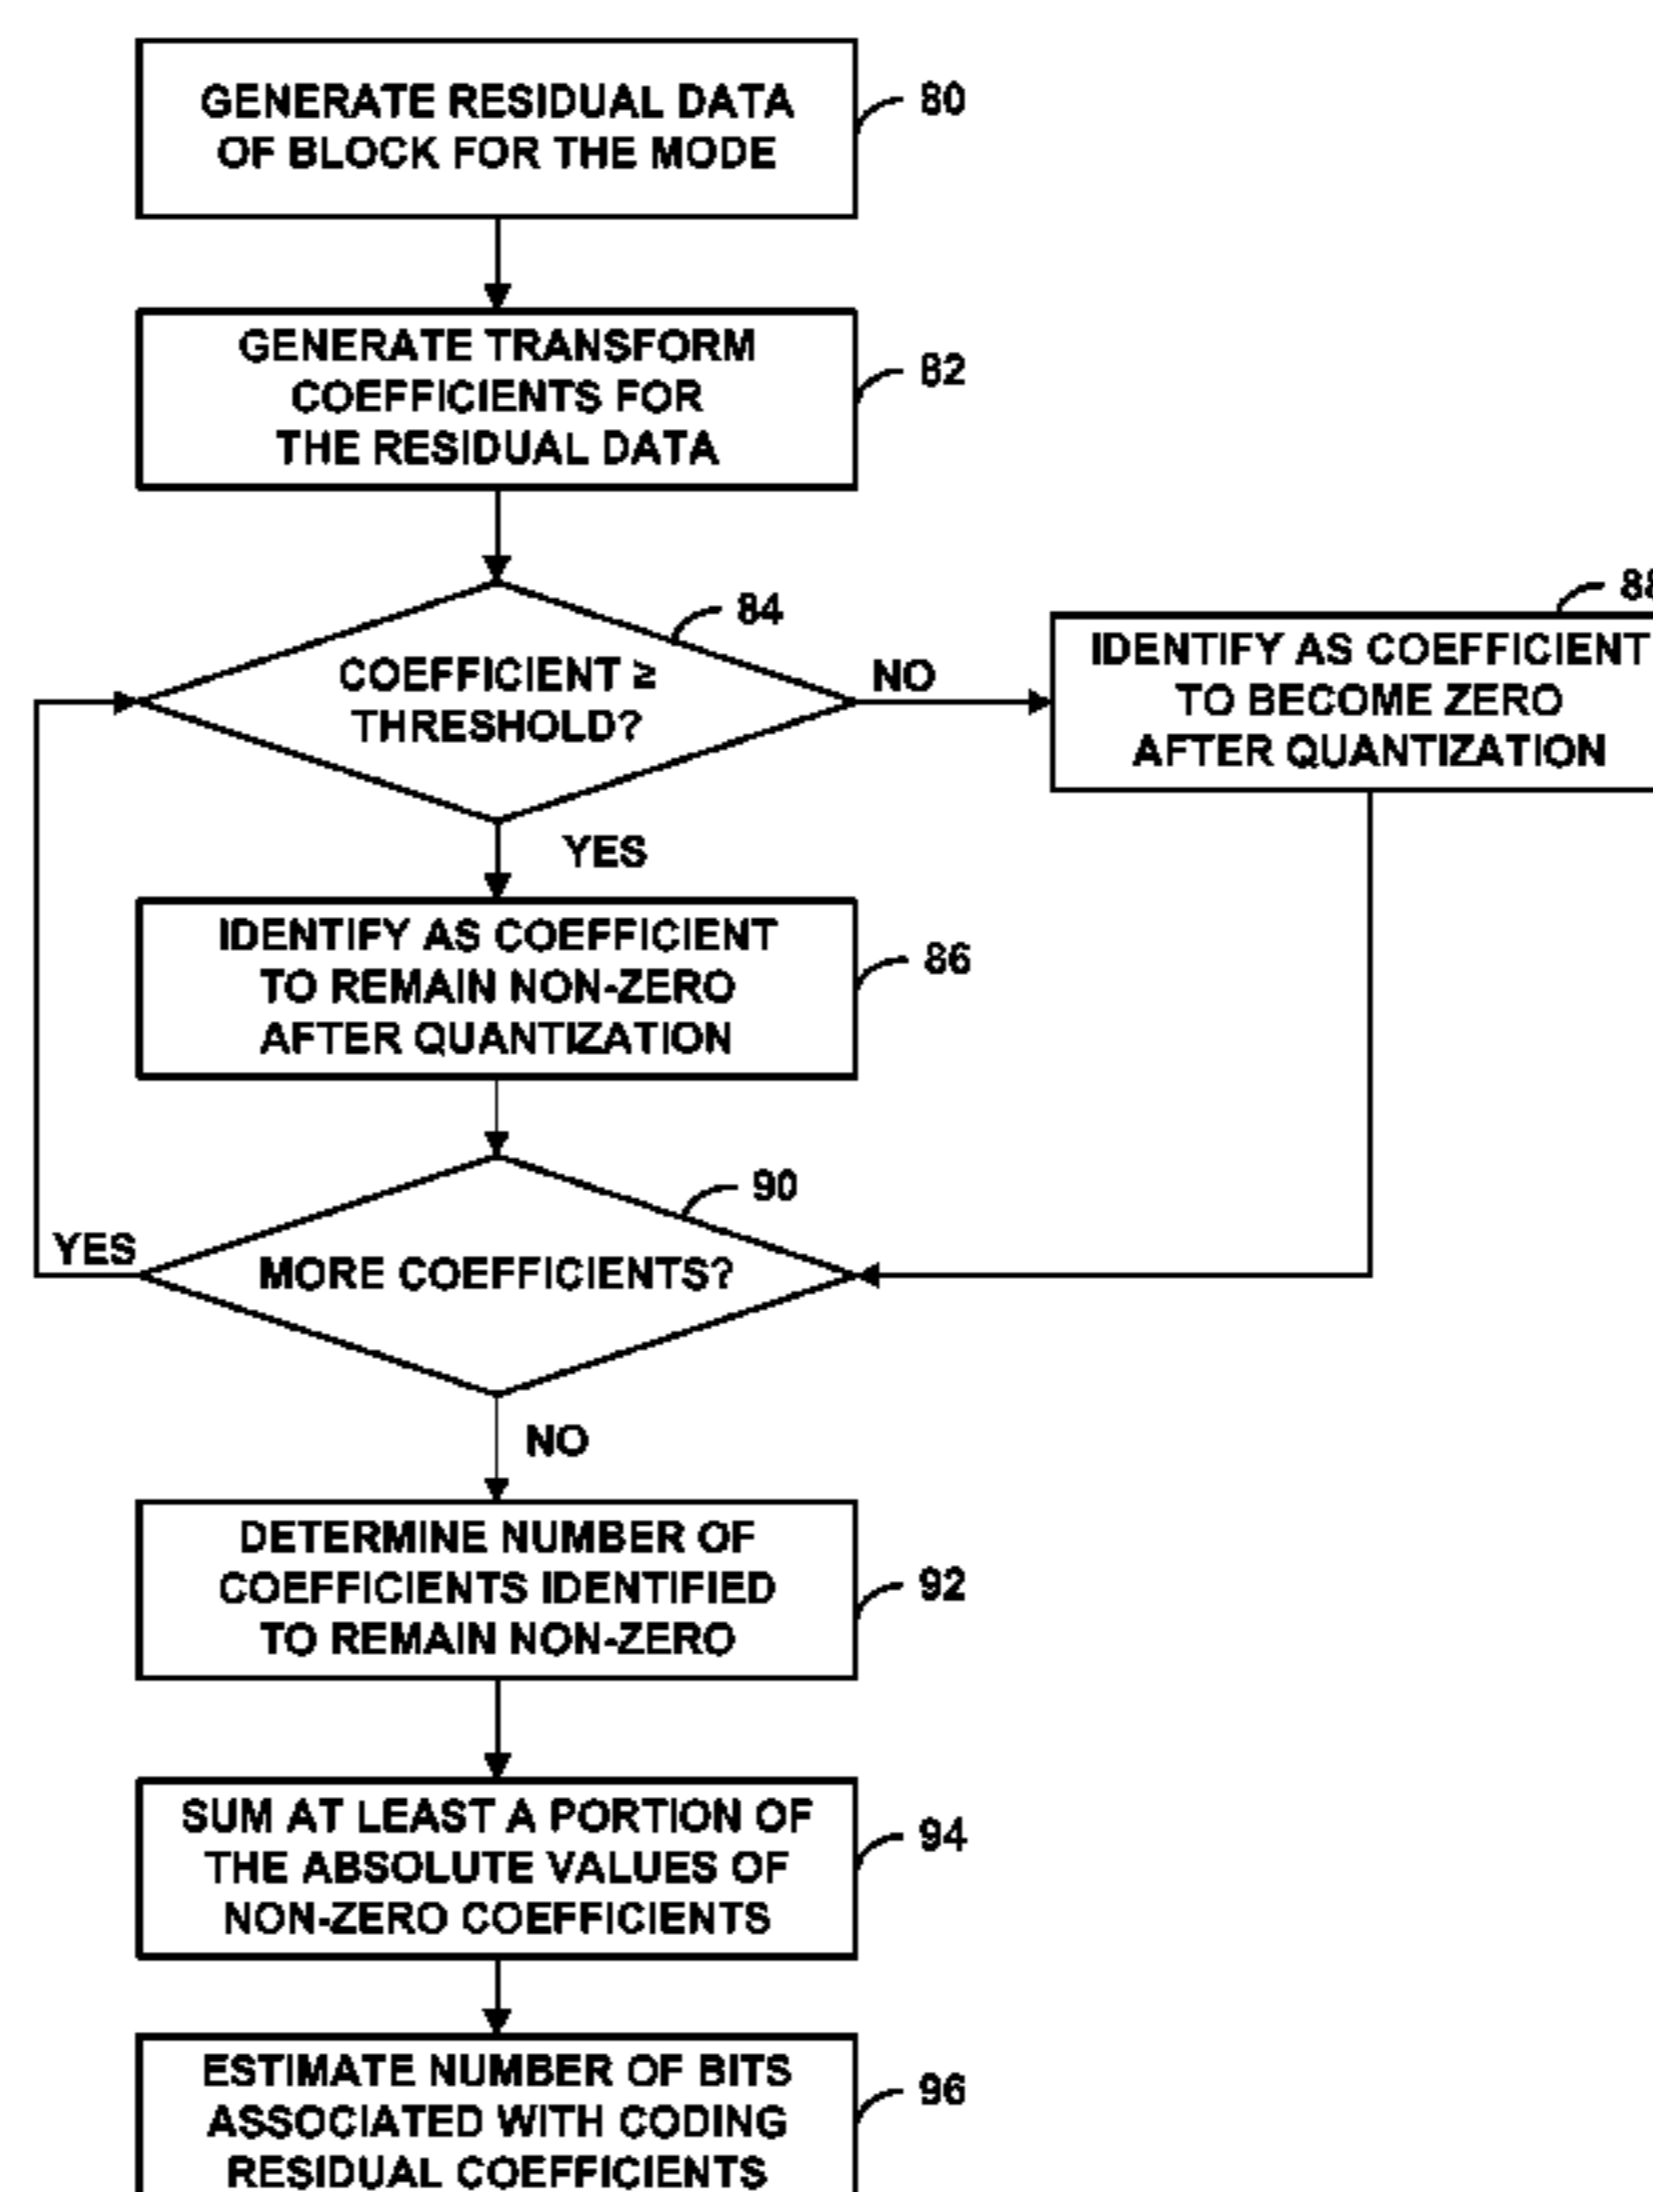 GENERATE RESIDUAL DATA
OF BLOCK FOR THE MODE
80
GENERATE TRANSFORM
COEFFICIENTS FOR
THE RESIDUAL DATA
82
84
COEFFICIENT ≥
THRESHOLD?
NO
88
IDENTIFY AS COEFFICIENT
TO BECOME ZERO
AFTER QUANTIZATION
YES
IDENTIFY AS COEFFICIENT
TO REMAIN NON-ZERO
AFTER QUANTIZATION
86
90
YES
MORE COEFFICIENTS?
NO
DETERMINE NUMBER OF
COEFFICIENTS IDENTIFIED
TO REMAIN NON-ZERO
92
SUM AT LEAST A PORTION OF
THE ABSOLUTE VALUES OF
NON-ZERO COEFFICIENTS
94
ESTIMATE NUMBER OF BITS
ASSOCIATED WITH CODING
RESIDUAL COEFFICIENTS
96